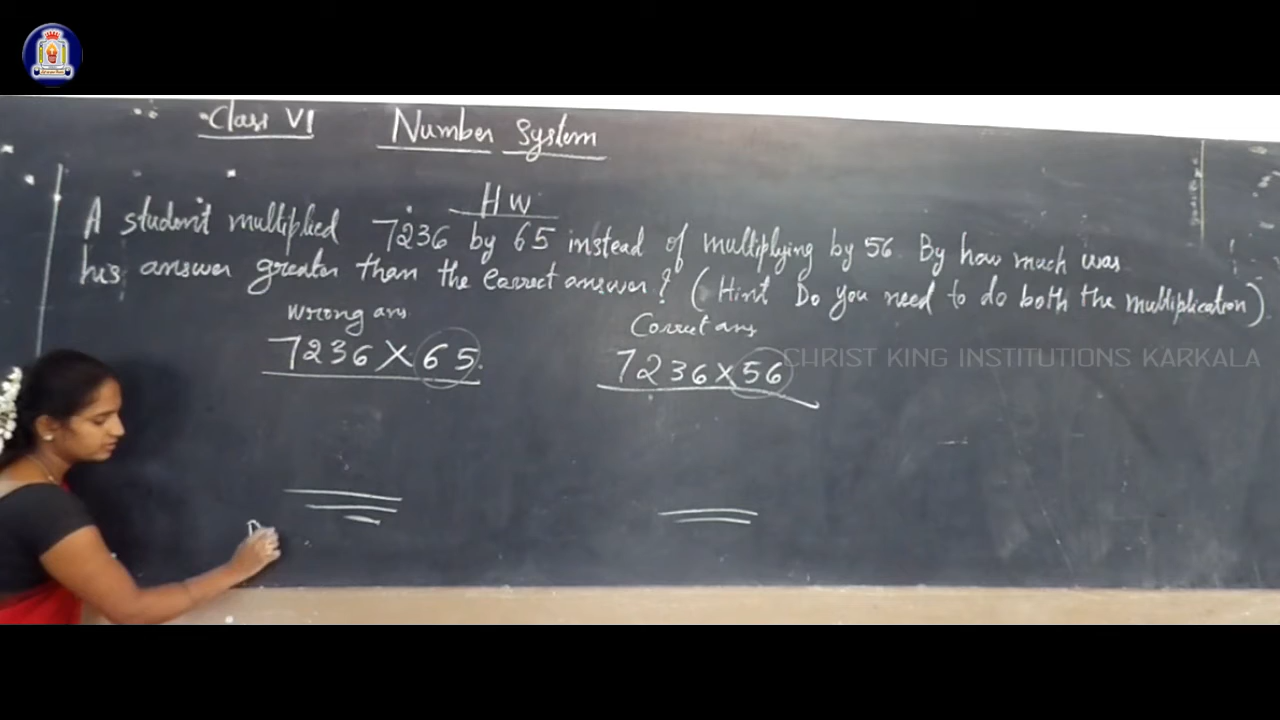 Class VI Number System
HW
A student multiplied 7236 by 65 instead of multiplying by 56. By how much was
his answer greater than the correct answer? (Hint Do you need to do both the multiplication)
Wrong ans
Correct ans
7236 × 65.
7236 × 56
CHRIST KING INSTITUTIONS KARKALA